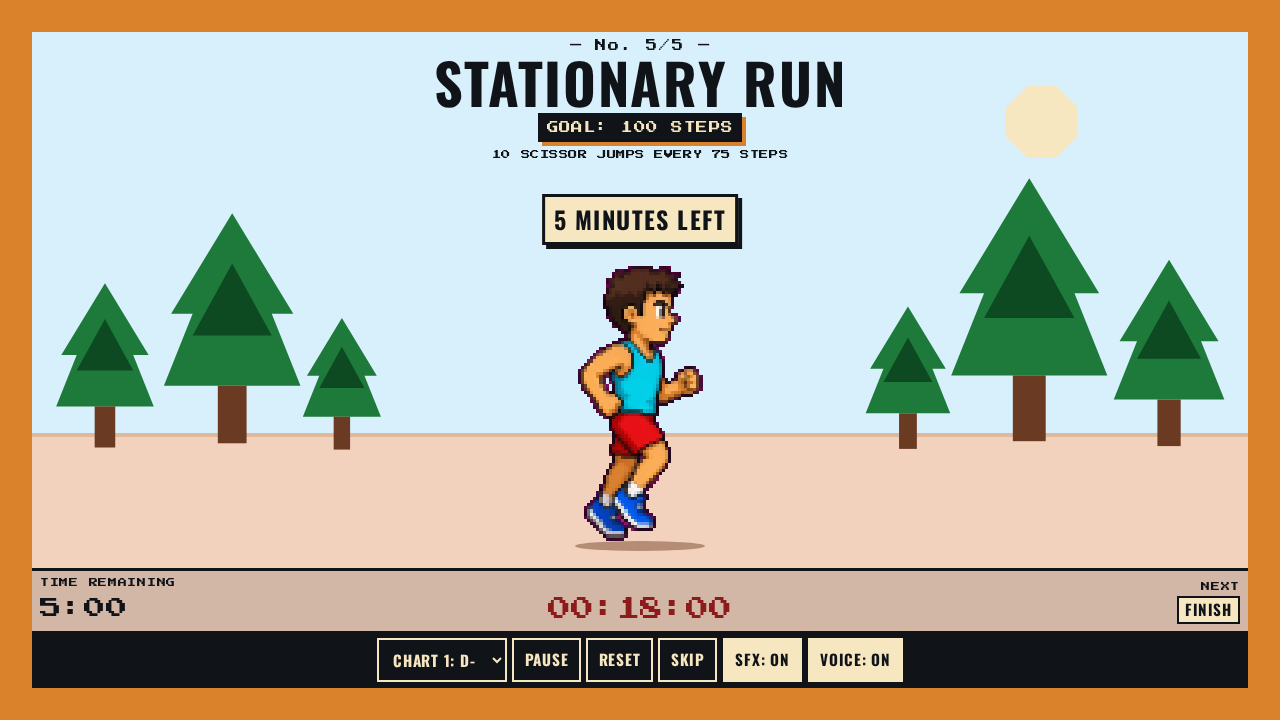 — No. 5/5 —
STATIONARY RUN
GOAL: 100 STEPS
10 SCISSOR JUMPS EVERY 75 STEPS
5 MINUTES LEFT
TIME REMAINING
5:00
00:18:00
NEXT
FINISH
CHART 1: D-
PAUSE
RESET
SKIP
SFX: ON
VOICE: ON